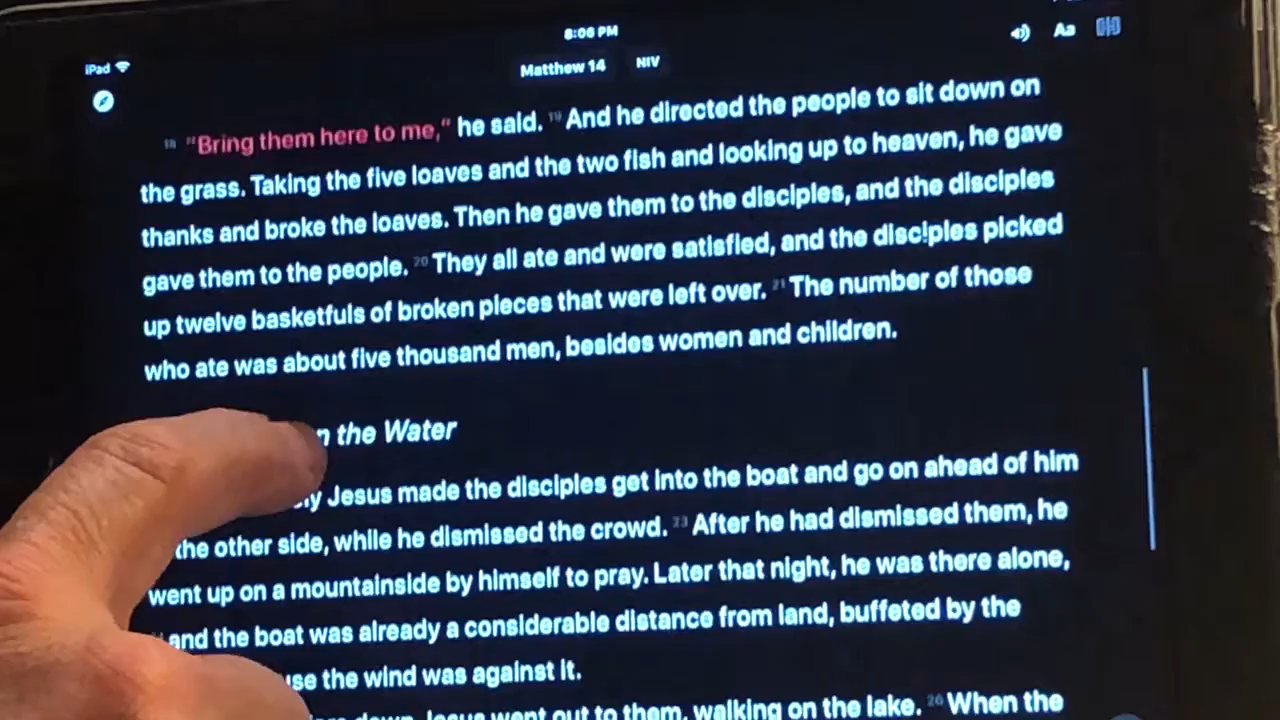 8:06 PM
iPad
Matthew 14 NIV
Aa
18 "Bring them here to me," he said. 19 And he directed the people to sit down on
the grass. Taking the five loaves and the two fish and looking up to heaven, he gave
thanks and broke the loaves. Then he gave them to the disciples, and the disciples
gave them to the people. 20 They all ate and were satisfied, and the disciples picked
up twelve basketfuls of broken pieces that were left over. 21 The number of those
who ate was about five thousand men, besides women and children.
the Water
Jesus made the disciples get into the boat and go on ahead of him
the other side, while he dismissed the crowd. 23 After he had dismissed them, he
went up on a mountainside by himself to pray. Later that night, he was there alone,
and the boat was already a considerable distance from land, buffeted by the
the wind was against it.
Jesus went out to them, walking on the lake. 26 When the